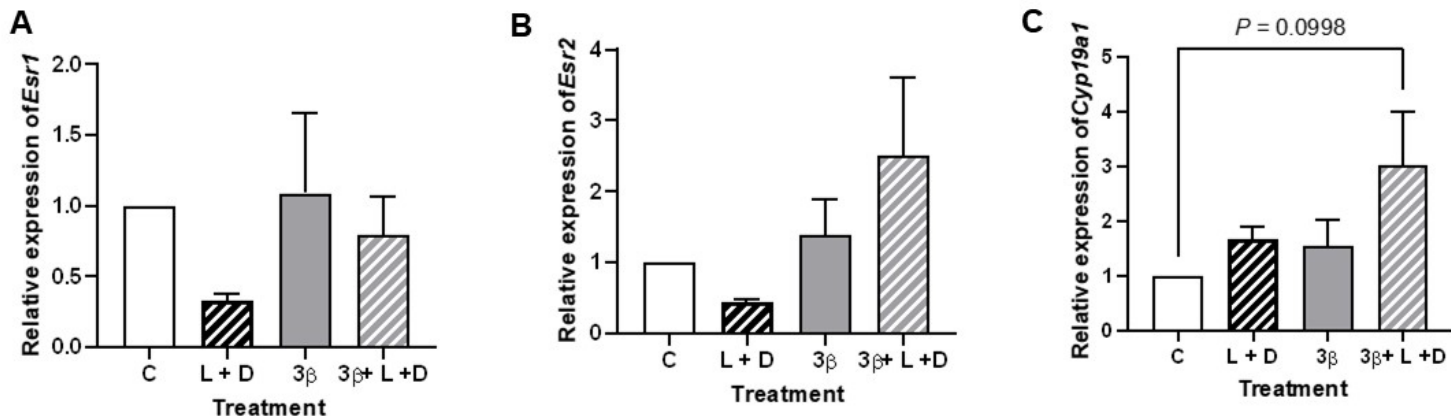 A
Relative expression of Esr1
2.0
1.5
1.0
0.5
0.0
C
L + D
3β
3β+ L +D
Treatment
B
Relative expression of Esr2
4
3
2
1
0
C
L + D
3β
3β+ L +D
Treatment
C
P = 0.0998
Relative expression of Cyp19a1
5
4
3
2
1
0
C
L + D
3β
3β+ L +D
Treatment